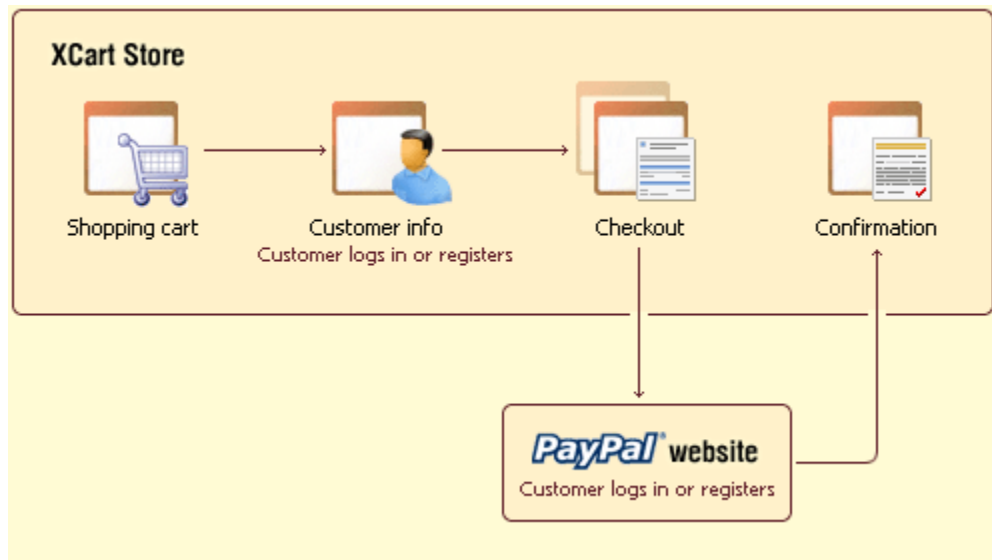 XCart Store
Shopping cart
Customer info
Customer logs in or registers
Checkout
Confirmation
PayPal® website
Customer logs in or registers